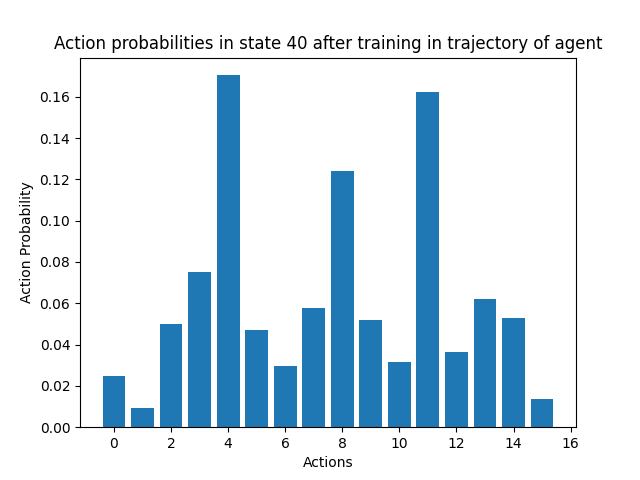 Action probabilities in state 40 after training in trajectory of agent
0.16
0.14
0.12
0.10
0.08
0.06
0.04
0.02
0.00
Action Probability
0 2 4 6 8 10 12 14 16
Actions